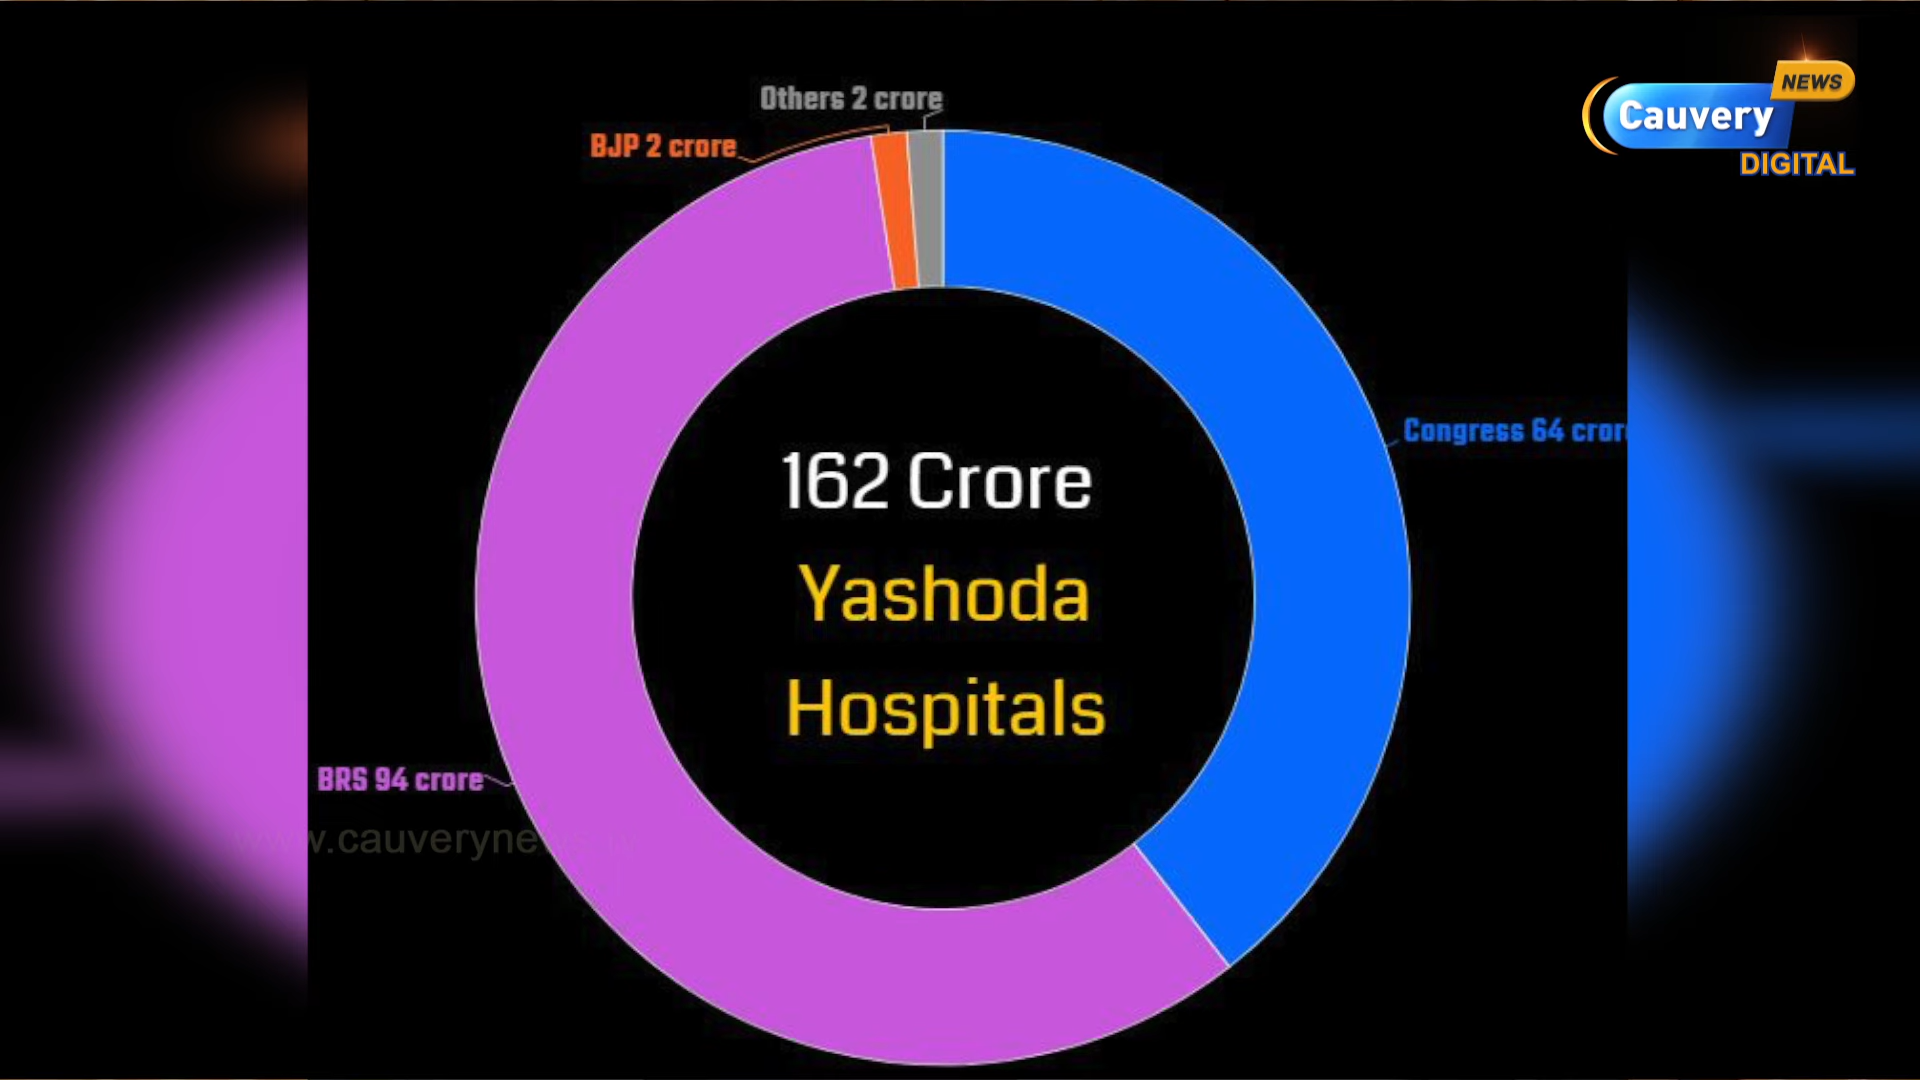 Others 2 crore
NEWS
Cauvery
BJP 2 crore
DIGITAL
Congress 64 cror
162 Crore
Yashoda
Hospitals
BRS 94 crore